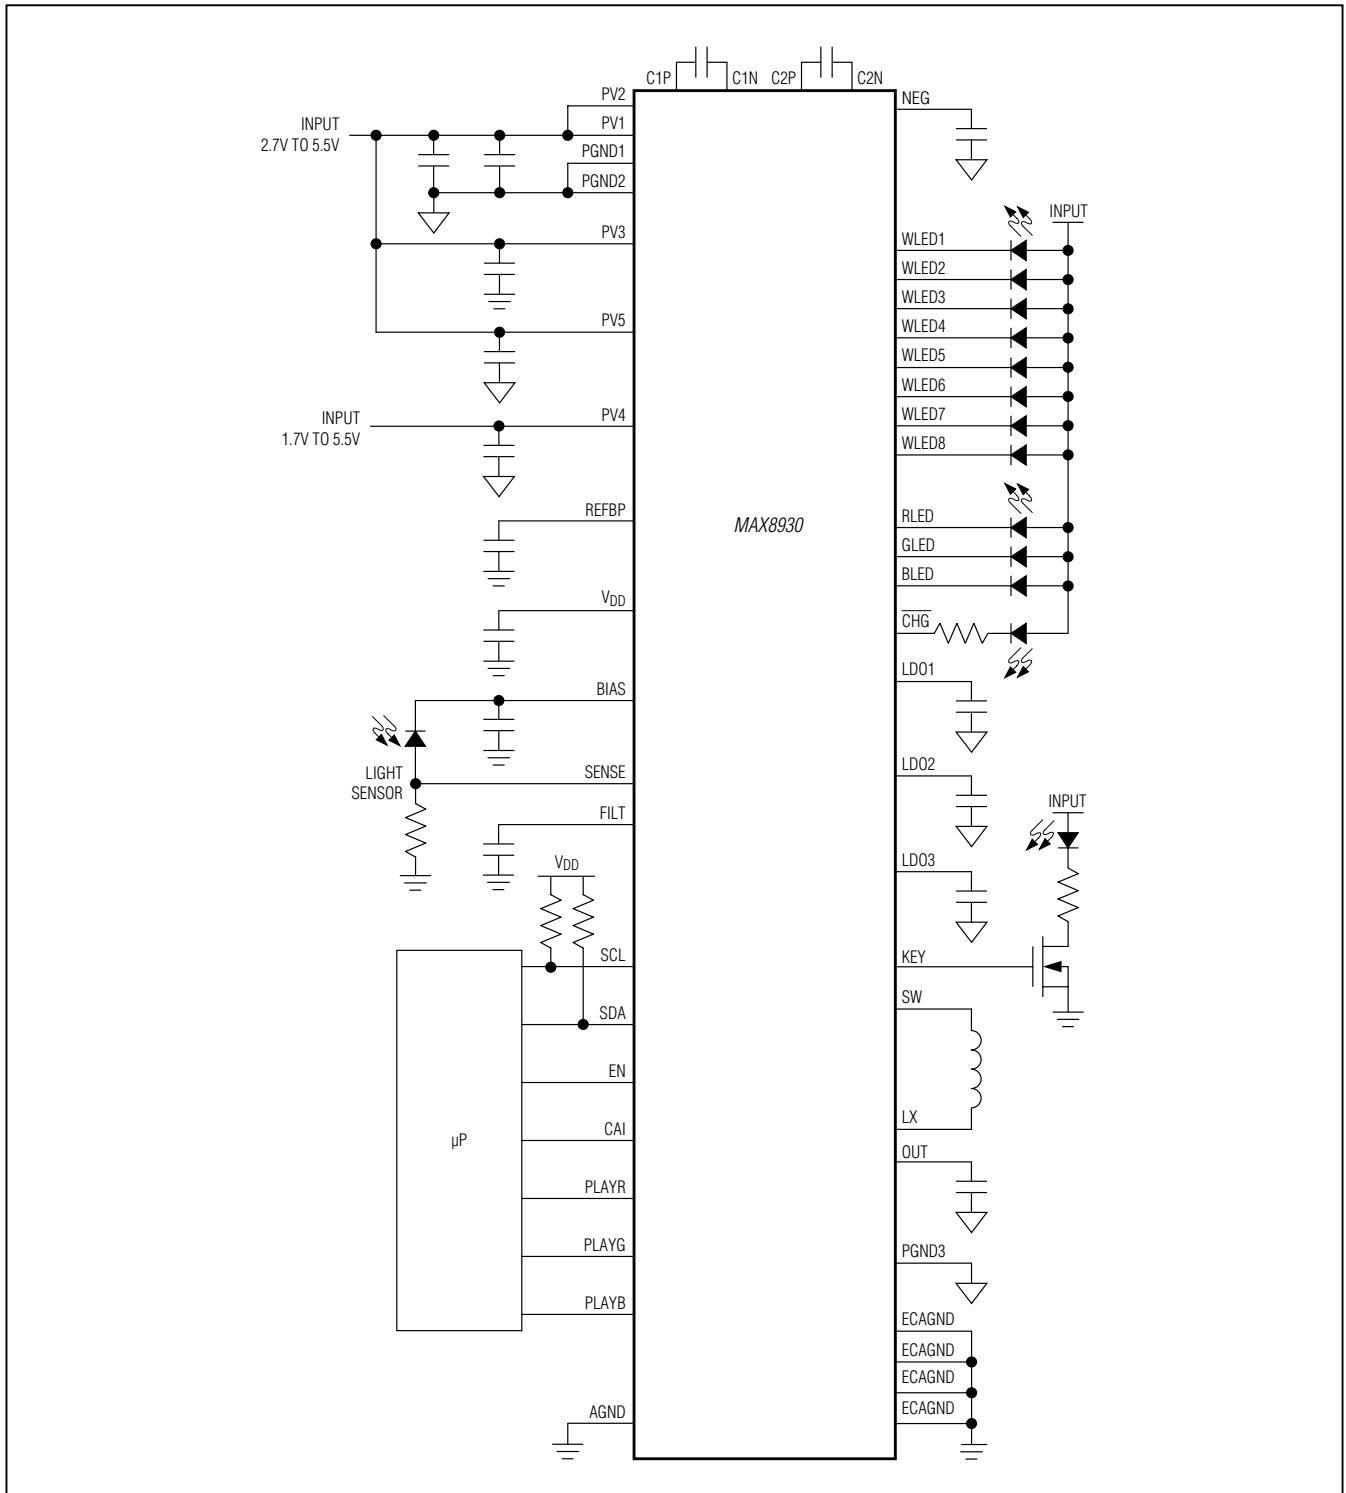 C1P
C1N
C2P
C2N
PV2
NEG
INPUT
2.7V TO 5.5V
PV1
PGND1
PGND2
PV3
PV5
INPUT
1.7V TO 5.5V
PV4
REFBP
VDD
BIAS
LIGHT
SENSOR
SENSE
FILT
VDD
SCL
SDA
EN
CAI
PLAYR
PLAYG
PLAYB
µP
AGND
MAX8930
INPUT
WLED1
WLED2
WLED3
WLED4
WLED5
WLED6
WLED7
WLED8
RLED
GLED
BLED
CHG
LDO1
LDO2
INPUT
LDO3
KEY
SW
LX
OUT
PGND3
ECAGND
ECAGND
ECAGND
ECAGND